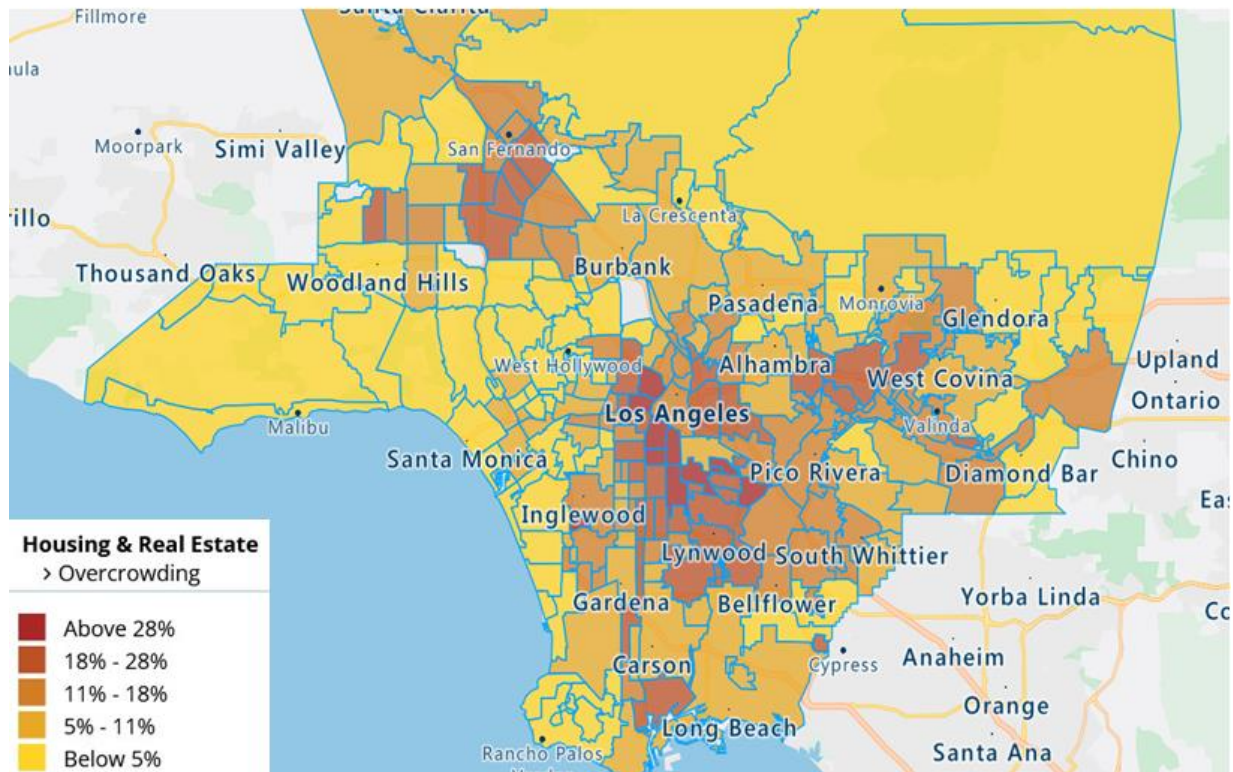 Santa Clarita
Fillmore
Moorpark
Simi Valley
San Fernando
La Crescenta
Thousand Oaks
Woodland Hills
Burbank
Pasadena
Monrovia
Glendora
West Hollywood
Alhambra
West Covina
Upland
Ontario
Malibu
Los Angeles
Valinda
Santa Monica
Pico Rivera
Diamond Bar
Chino
Inglewood
Lynwood
South Whittier
Gardena
Bellflower
Yorba Linda
Carson
Cypress
Anaheim
Orange
Long Beach
Rancho Palos
Santa Ana
Housing & Real Estate
> Overcrowding
Above 28%
18% - 28%
11% - 18%
5% - 11%
Below 5%